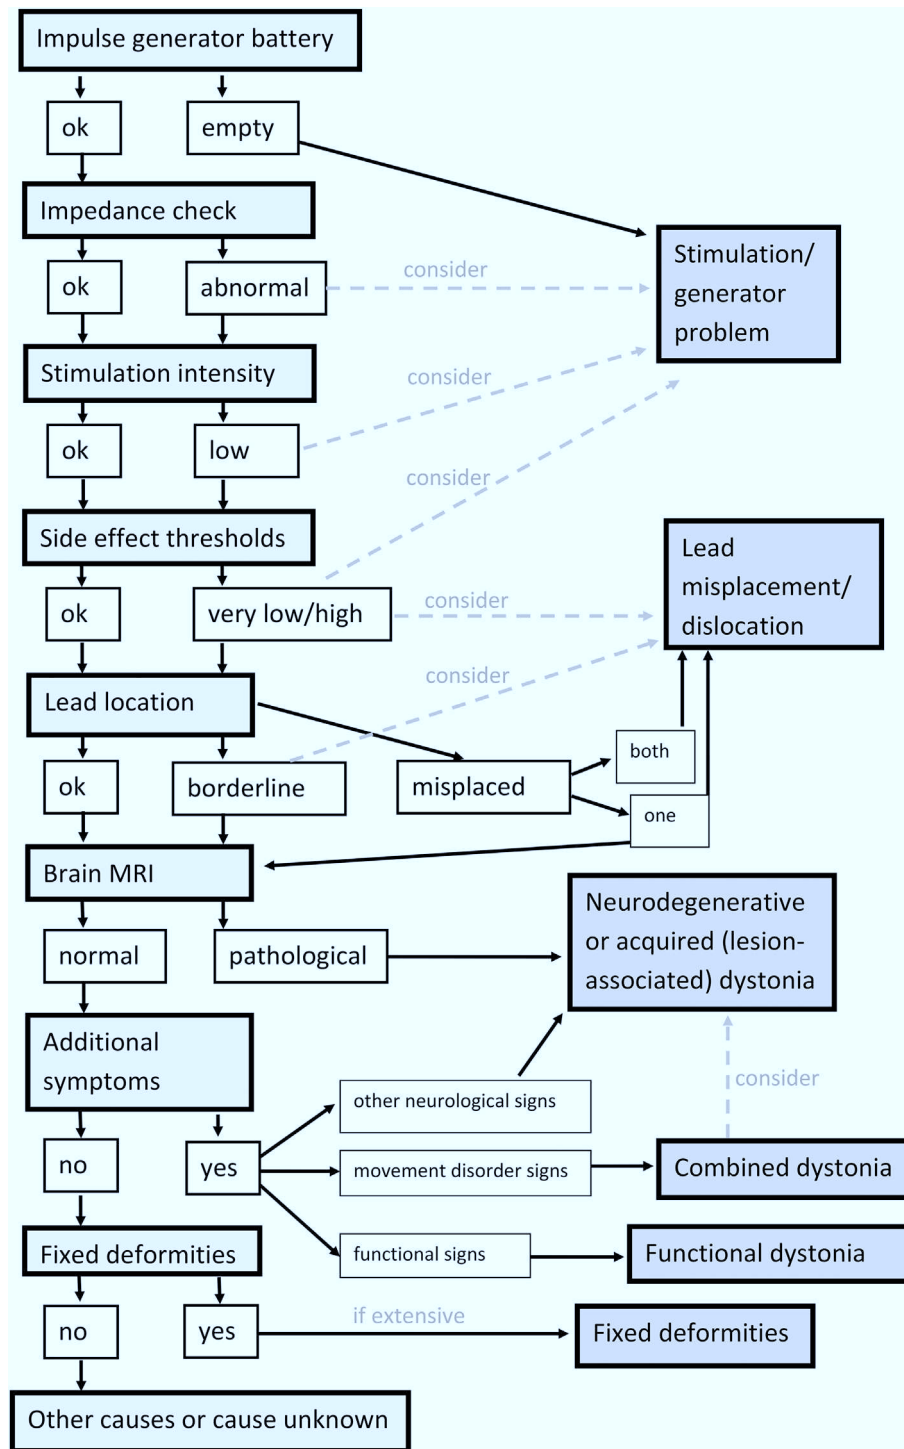 Impulse generator battery
ok
empty
Impedance check
ok
abnormal
consider
Stimulation/
generator
problem
Stimulation intensity
consider
ok
low
consider
Side effect thresholds
ok
very low/high
consider
Lead
misplacement/
dislocation
Lead location
consider
ok
borderline
misplaced
both
one
Brain MRI
normal
pathological
Neurodegenerative
or acquired (lesion-
associated) dystonia
Additional
symptoms
consider
other neurological signs
no
yes
movement disorder signs
Combined dystonia
Fixed deformities
functional signs
Functional dystonia
no
yes
if extensive
Fixed deformities
Other causes or cause unknown